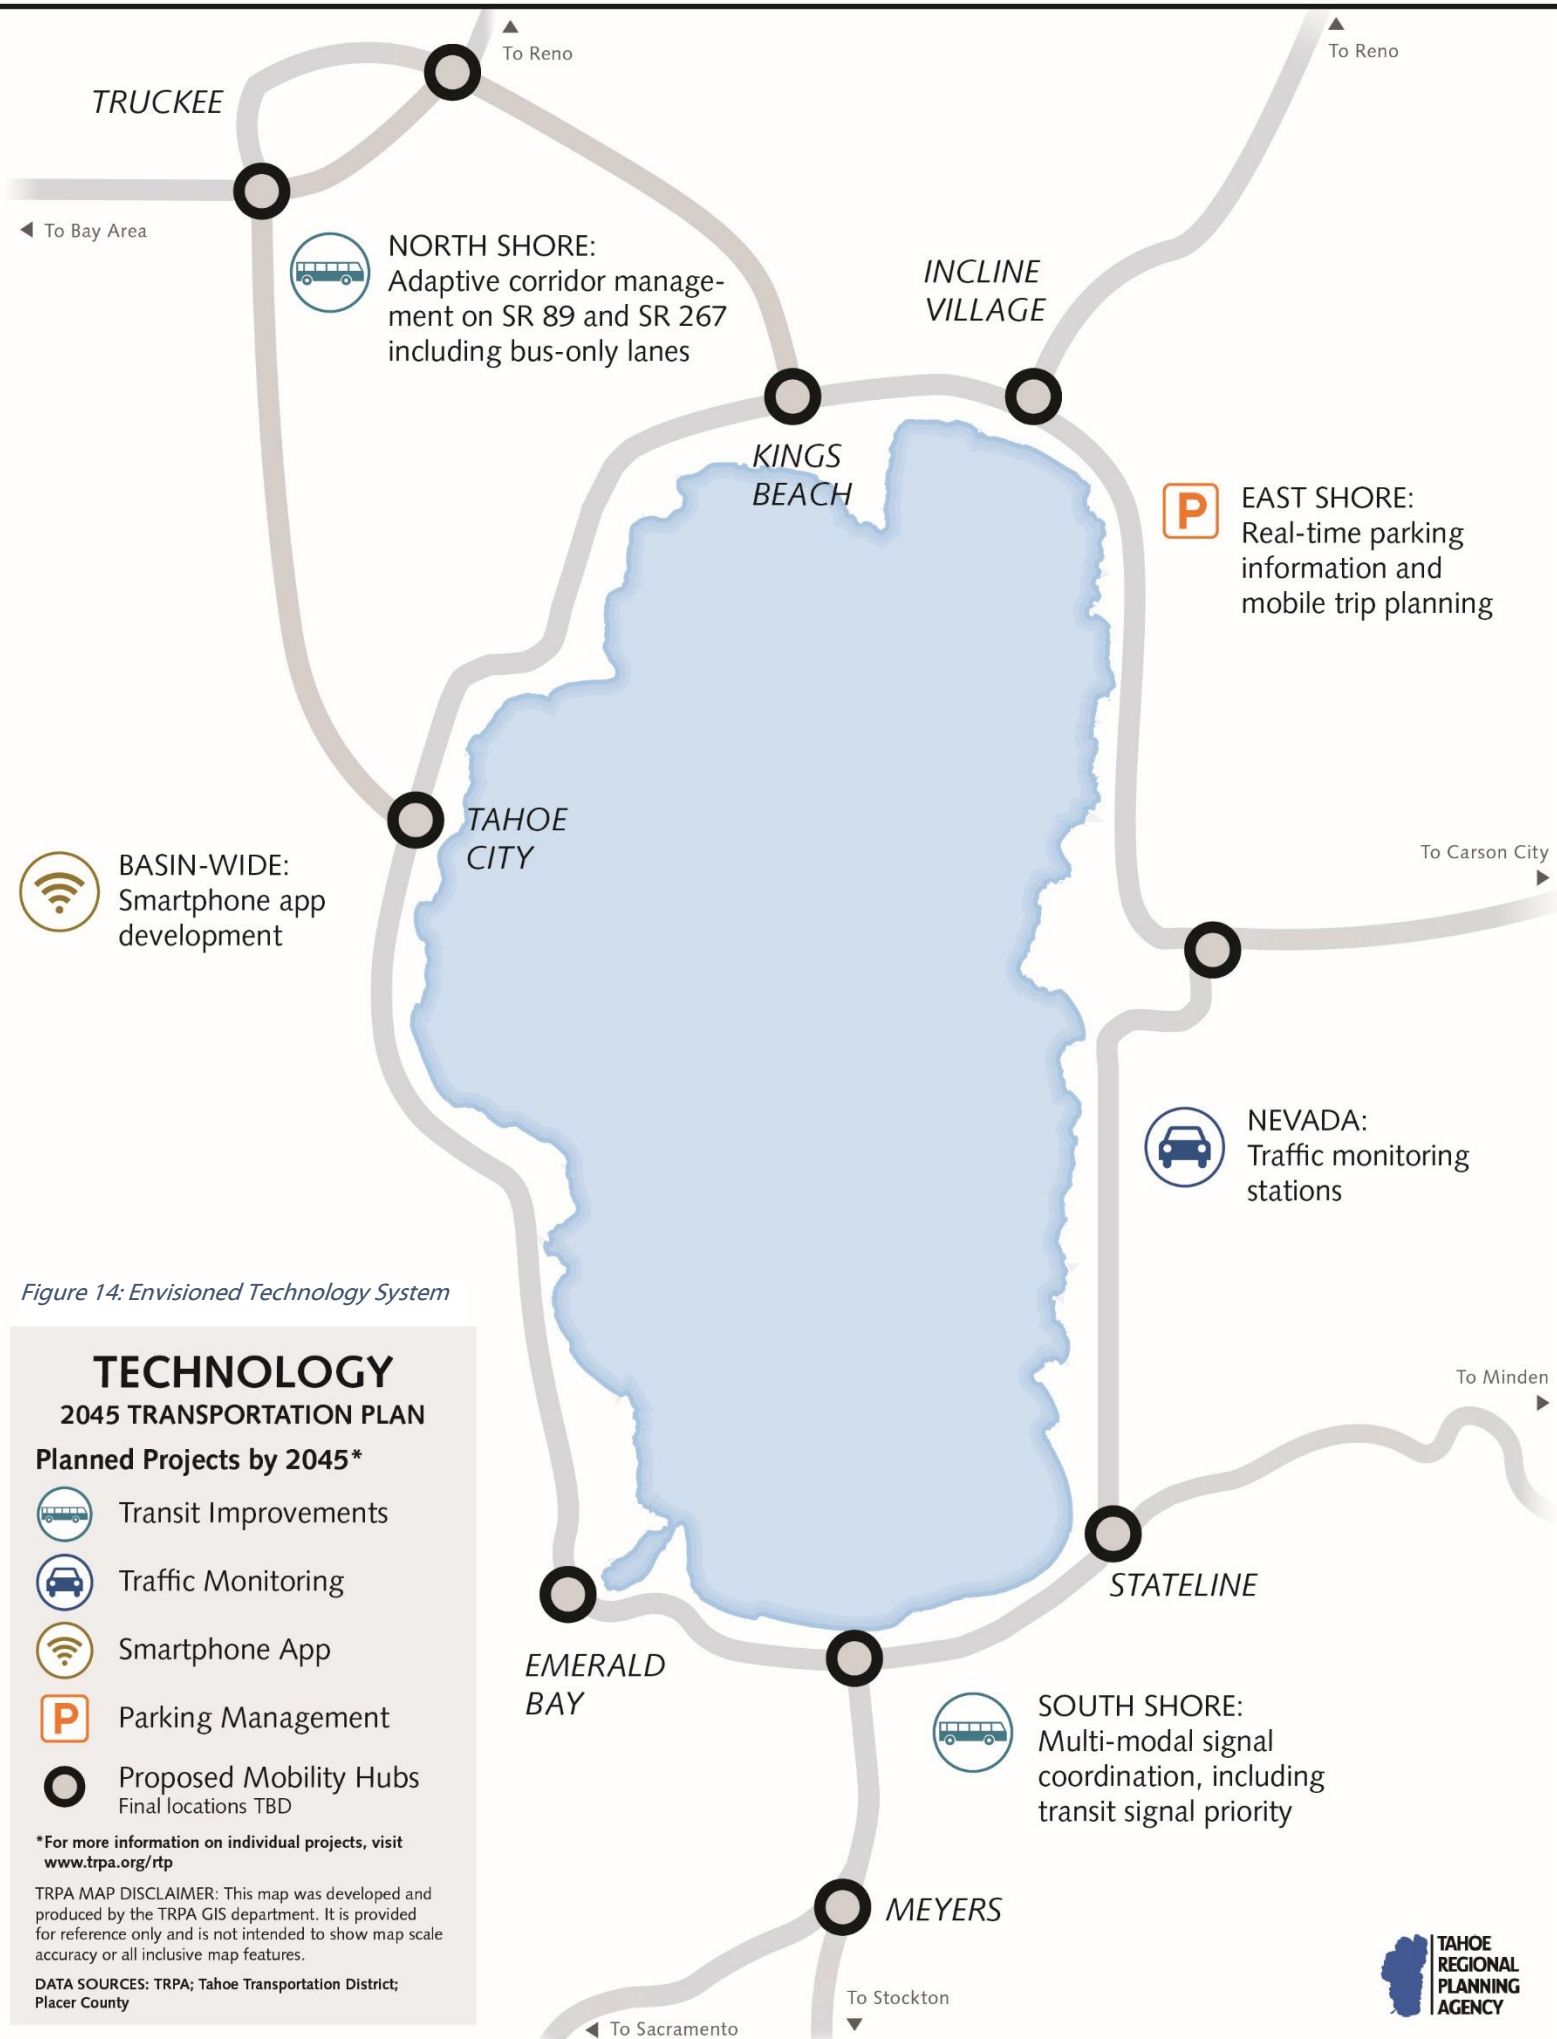 To Reno
To Reno
TRUCKEE
To Bay Area
NORTH SHORE:
Adaptive corridor manage-
ment on SR 89 and SR 267
including bus-only lanes
INCLINE
VILLAGE
KINGS
BEACH
P
EAST SHORE:
Real-time parking
information and
mobile trip planning
TAHOE
CITY
BASIN-WIDE:
Smartphone app
development
To Carson City
NEVADA:
Traffic monitoring
stations
Figure 14: Envisioned Technology System
TECHNOLOGY
2045 TRANSPORTATION PLAN
Planned Projects by 2045*
Transit Improvements
Traffic Monitoring
Smartphone App
P
Parking Management
Proposed Mobility Hubs
Final locations TBD
*For more information on individual projects, visit
www.trpa.org/rtp
TRPA MAP DISCLAIMER: This map was developed and
produced by the TRPA GIS department. It is provided
for reference only and is not intended to show map scale
accuracy or all inclusive map features.
DATA SOURCES: TRPA; Tahoe Transportation District;
Placer County
To Minden
STATELINE
EMERALD
BAY
SOUTH SHORE:
Multi-modal signal
coordination, including
transit signal priority
MEYERS
To Stockton
To Sacramento
TAHOE
REGIONAL
PLANNING
AGENCY